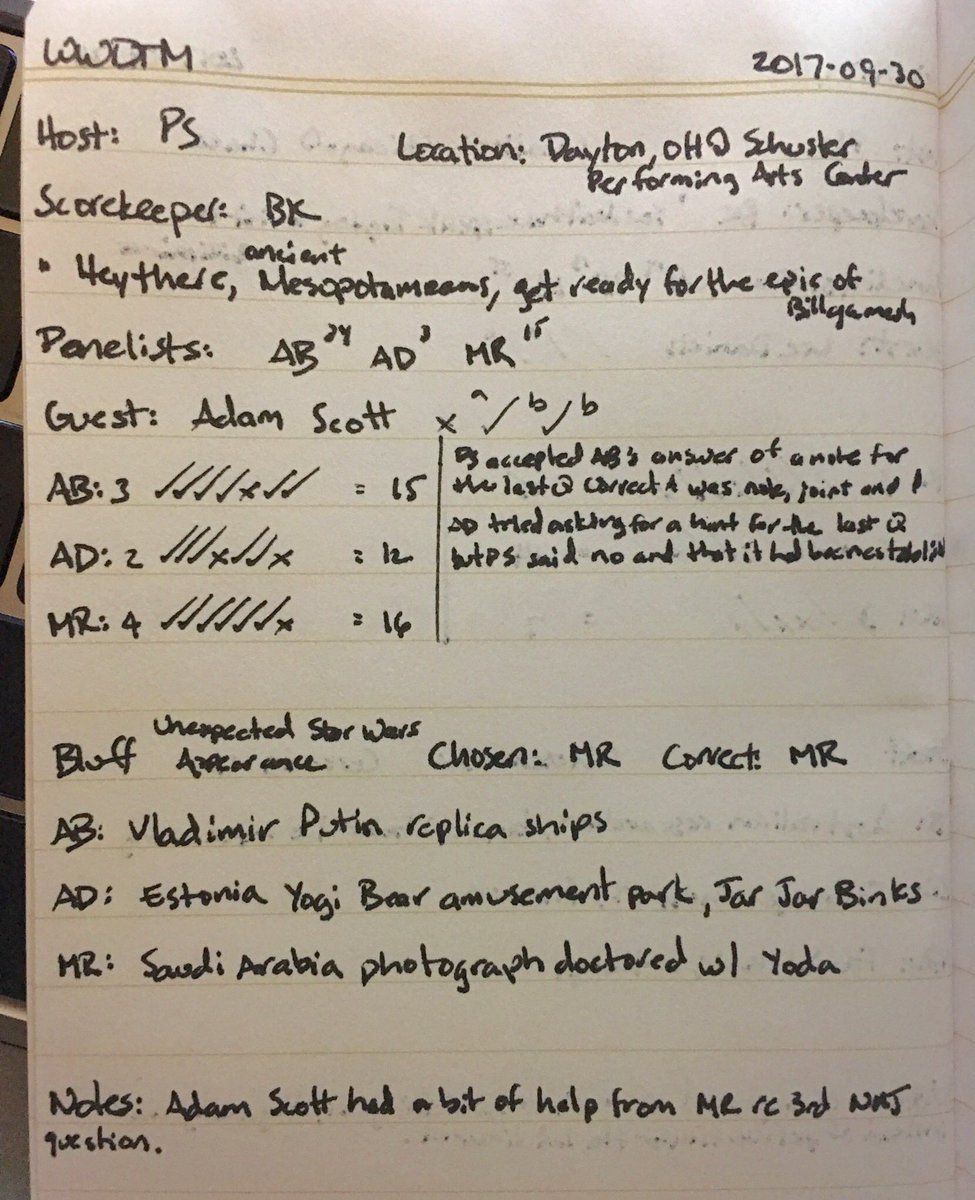 WWDTM 2017-09-30
Host: PS
Location: Dayton, OH @ Schuster
Performing Arts Center
Scorekeeper: BK
" Hey there, ancient Mesopotameans, get ready for the epic of
Billgamesh
Panelists: AB 24 AD 3 MR 15
Guest: Adam Scott x a ✓ b ✓ b
AB: 3 ✓✓✓✓x✓✓ = 15
AD: 2 ✓✓✓x✓✓x = 12
MR: 4 ✓✓✓✓✓✓x = 16
PS accepted AB's answer of a note for
the last Q Correct A was note, joint and
AD tried asking for a hint for the last Q
but PS said no and that it had
Bluff Unexpected Star Wars
Appearance Chosen: MR Correct: MR
AB: Vladimir Putin replica ships
AD: Estonia Yogi Bear amusement park, Jar Jar Binks
MR: Saudi Arabia photograph doctored w/ Yoda
Notes: Adam Scott had a bit of help from MR re 3rd NMJ
question.